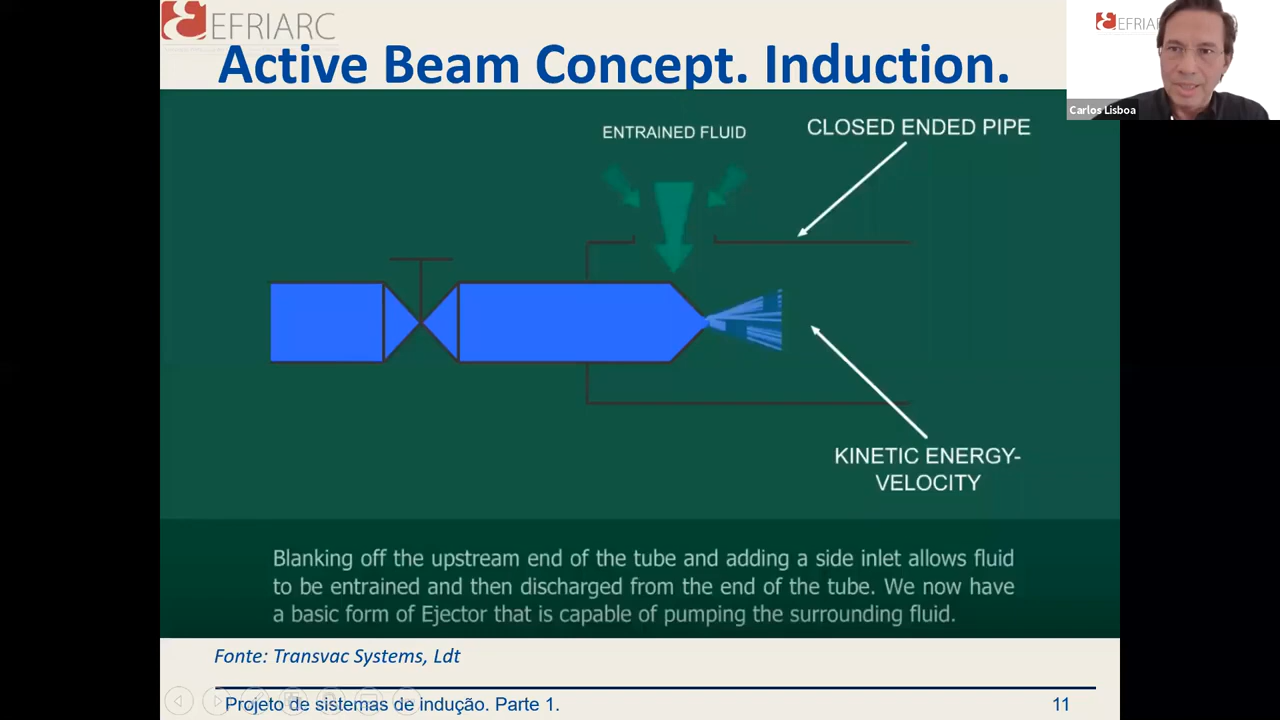 EFRIARC
Active Beam Concept. Induction.
EFRIAR
Carlos Lisboa
ENTRAINED FLUID
CLOSED ENDED PIPE
KINETIC ENERGY-
VELOCITY
Blanking off the upstream end of the tube and adding a side inlet allows fluid
to be entrained and then discharged from the end of the tube. We now have
a basic form of Ejector that is capable of pumping the surrounding fluid.
Fonte: Transvac Systems, Ldt
Projeto de sistemas de indução. Parte 1.
11